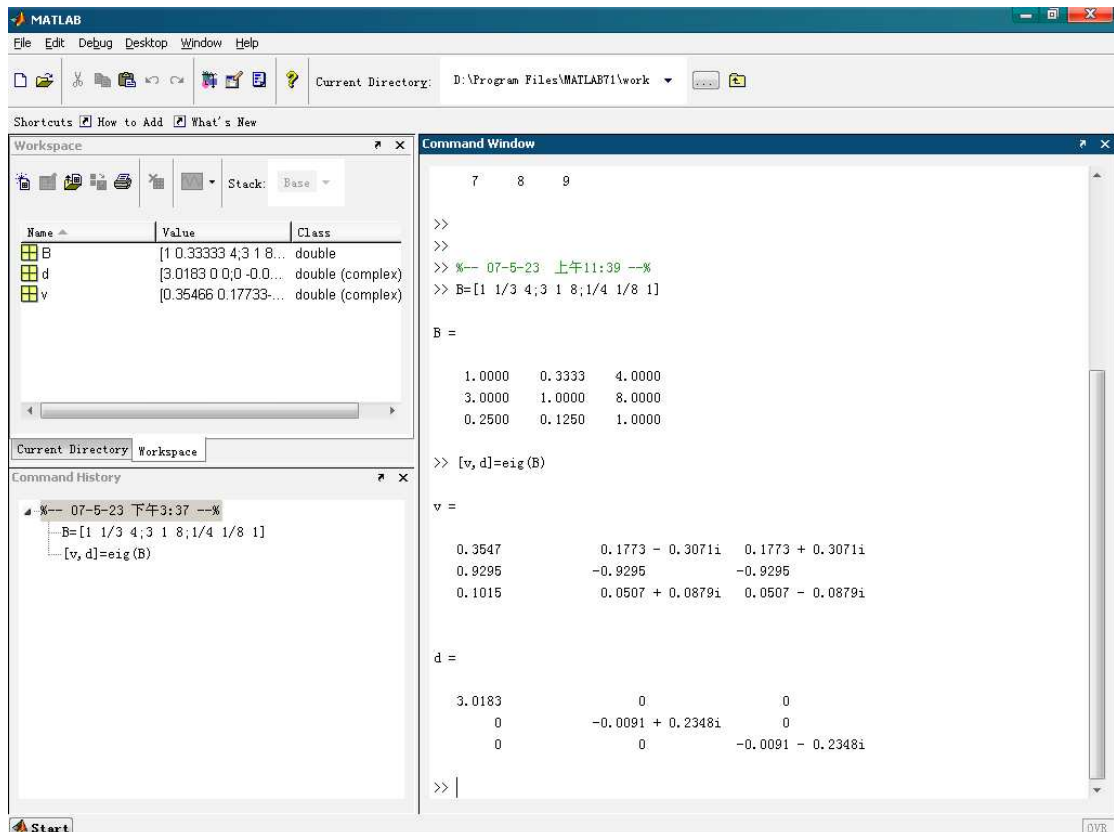 MATLAB
File Edit Debug Desktop Window Help
Current Directory: D:\Program Files\MATLAB71\work ...
Shortcuts How to Add What's New
Workspace
Stack: Base
Name Value Class
B [1 0.33333 4;3 1 8... double
d [3.0183 0 0;0 -0.0... double (complex)
v [0.35466 0.17733-... double (complex)
Current Directory Workspace
Command History
%-- 07-5-23 下午3:37 --%
B=[1 1/3 4;3 1 8;1/4 1/8 1]
[v,d]=eig(B)
Command Window
7 8 9
>>
>>
>> %-- 07-5-23 上午11:39 --%
>> B=[1 1/3 4;3 1 8;1/4 1/8 1]
B =
1.0000 0.3333 4.0000
3.0000 1.0000 8.0000
0.2500 0.1250 1.0000
>> [v,d]=eig(B)
v =
0.3547 0.1773 - 0.3071i 0.1773 + 0.3071i
0.9295 -0.9295 -0.9295
0.1015 0.0507 + 0.0879i 0.0507 - 0.0879i
d =
3.0183 0 0
0 -0.0091 + 0.2348i 0
0 0 -0.0091 - 0.2348i
>>
Start
OVR